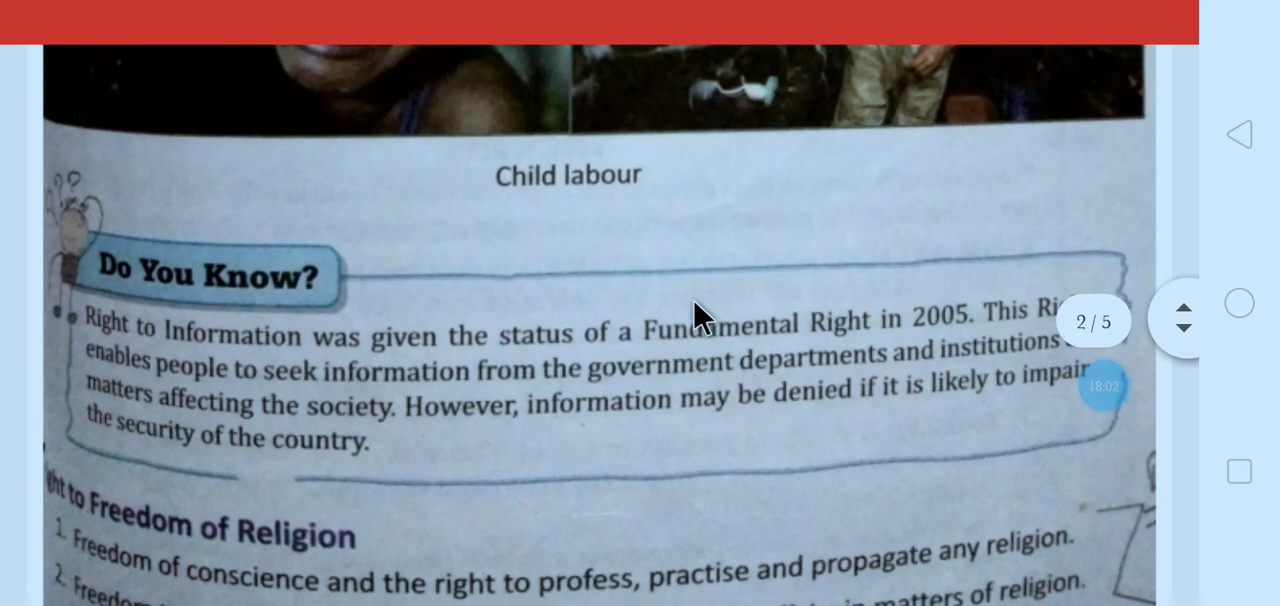 Child labour
Do You Know?
Right to Information was given the status of a Fundamental Right in 2005. This
enables people to seek information from the government departments and institutions
matters affecting the society. However, information may be denied if it is likely to impair
the security of the country.
to Freedom of Religion
1. Freedom of conscience and the right to profess, practise and propagate any religion.
2.
matters of religion.
2 / 5
18:02